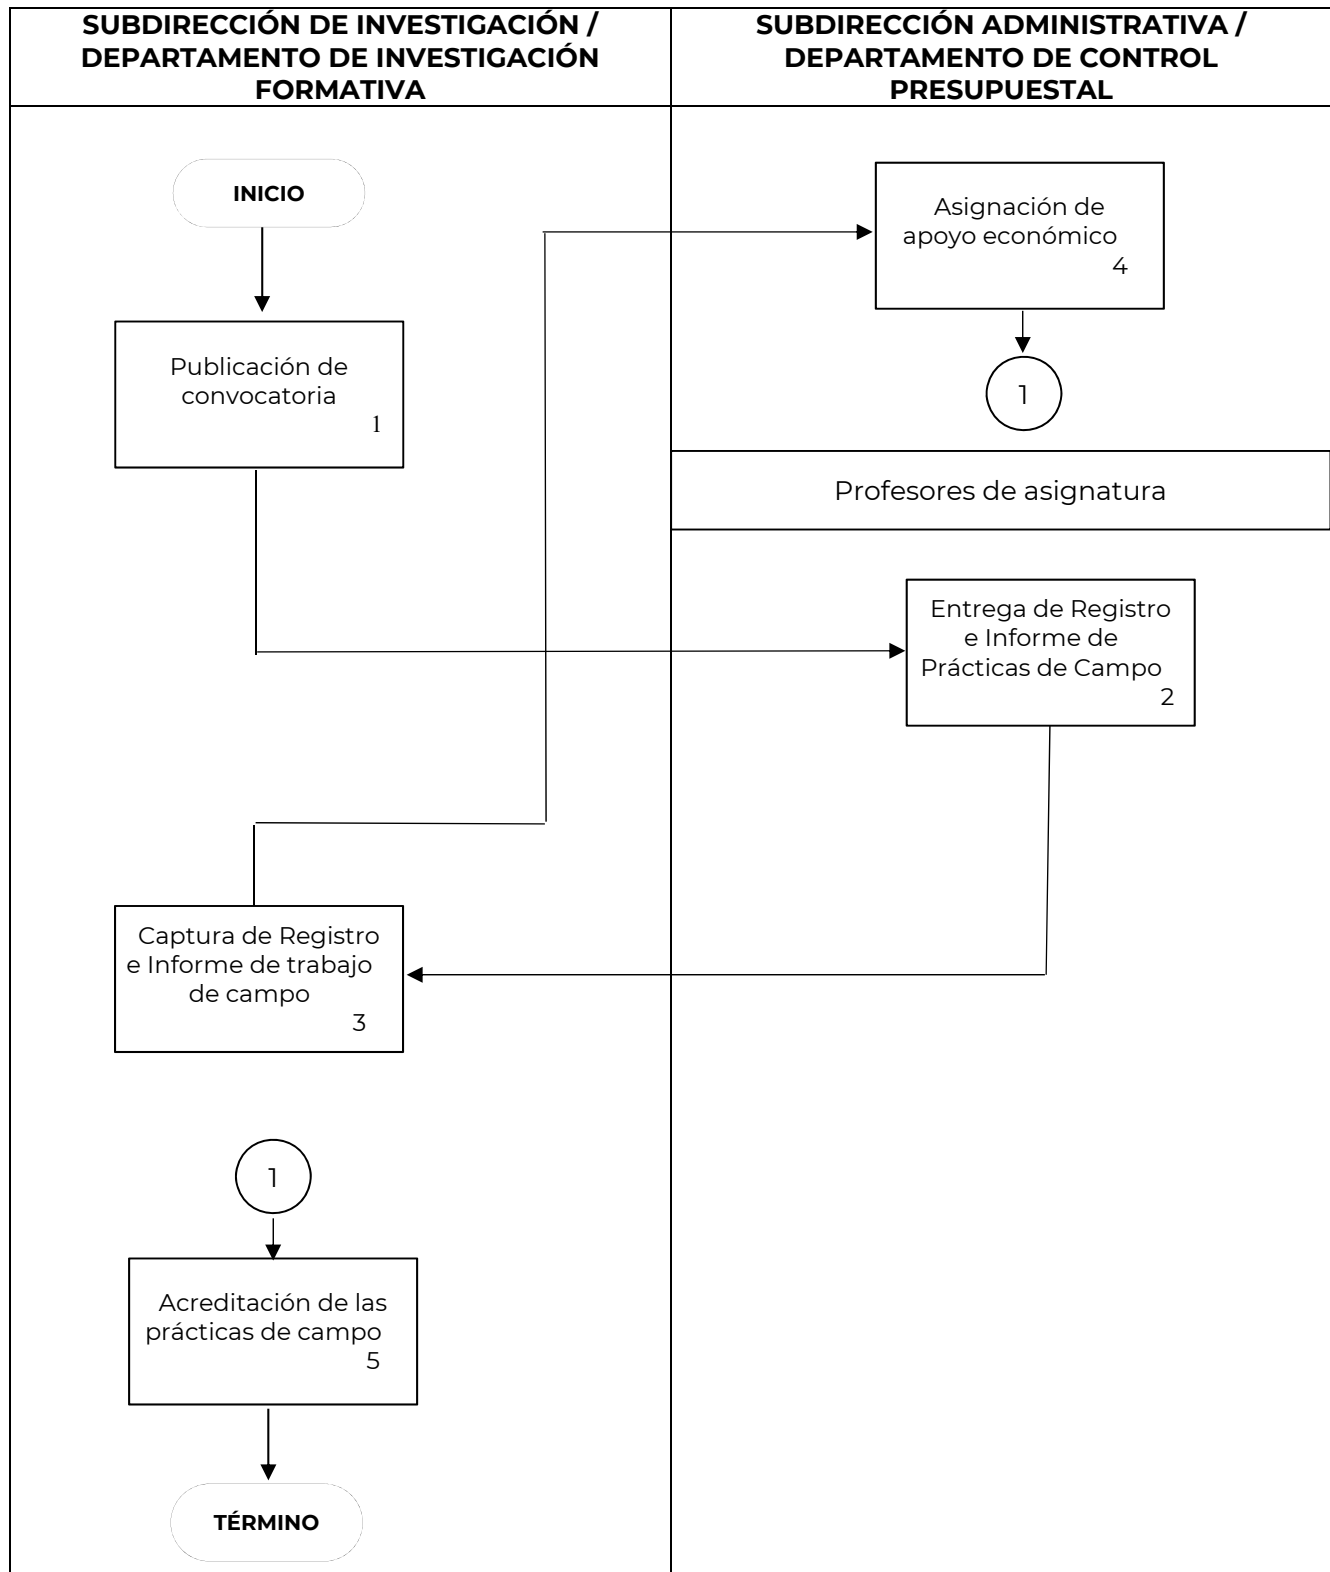 SUBDIRECCIÓN DE INVESTIGACIÓN /
DEPARTAMENTO DE INVESTIGACIÓN
FORMATIVA
SUBDIRECCIÓN ADMINISTRATIVA /
DEPARTAMENTO DE CONTROL
PRESUPUESTAL
INICIO
Publicación de
convocatoria
1
Asignación de
apoyo económico
4
1
Profesores de asignatura
Entrega de Registro
e Informe de
Prácticas de Campo
2
Captura de Registro
e Informe de trabajo
de campo
3
1
Acreditación de las
prácticas de campo
5
TÉRMINO